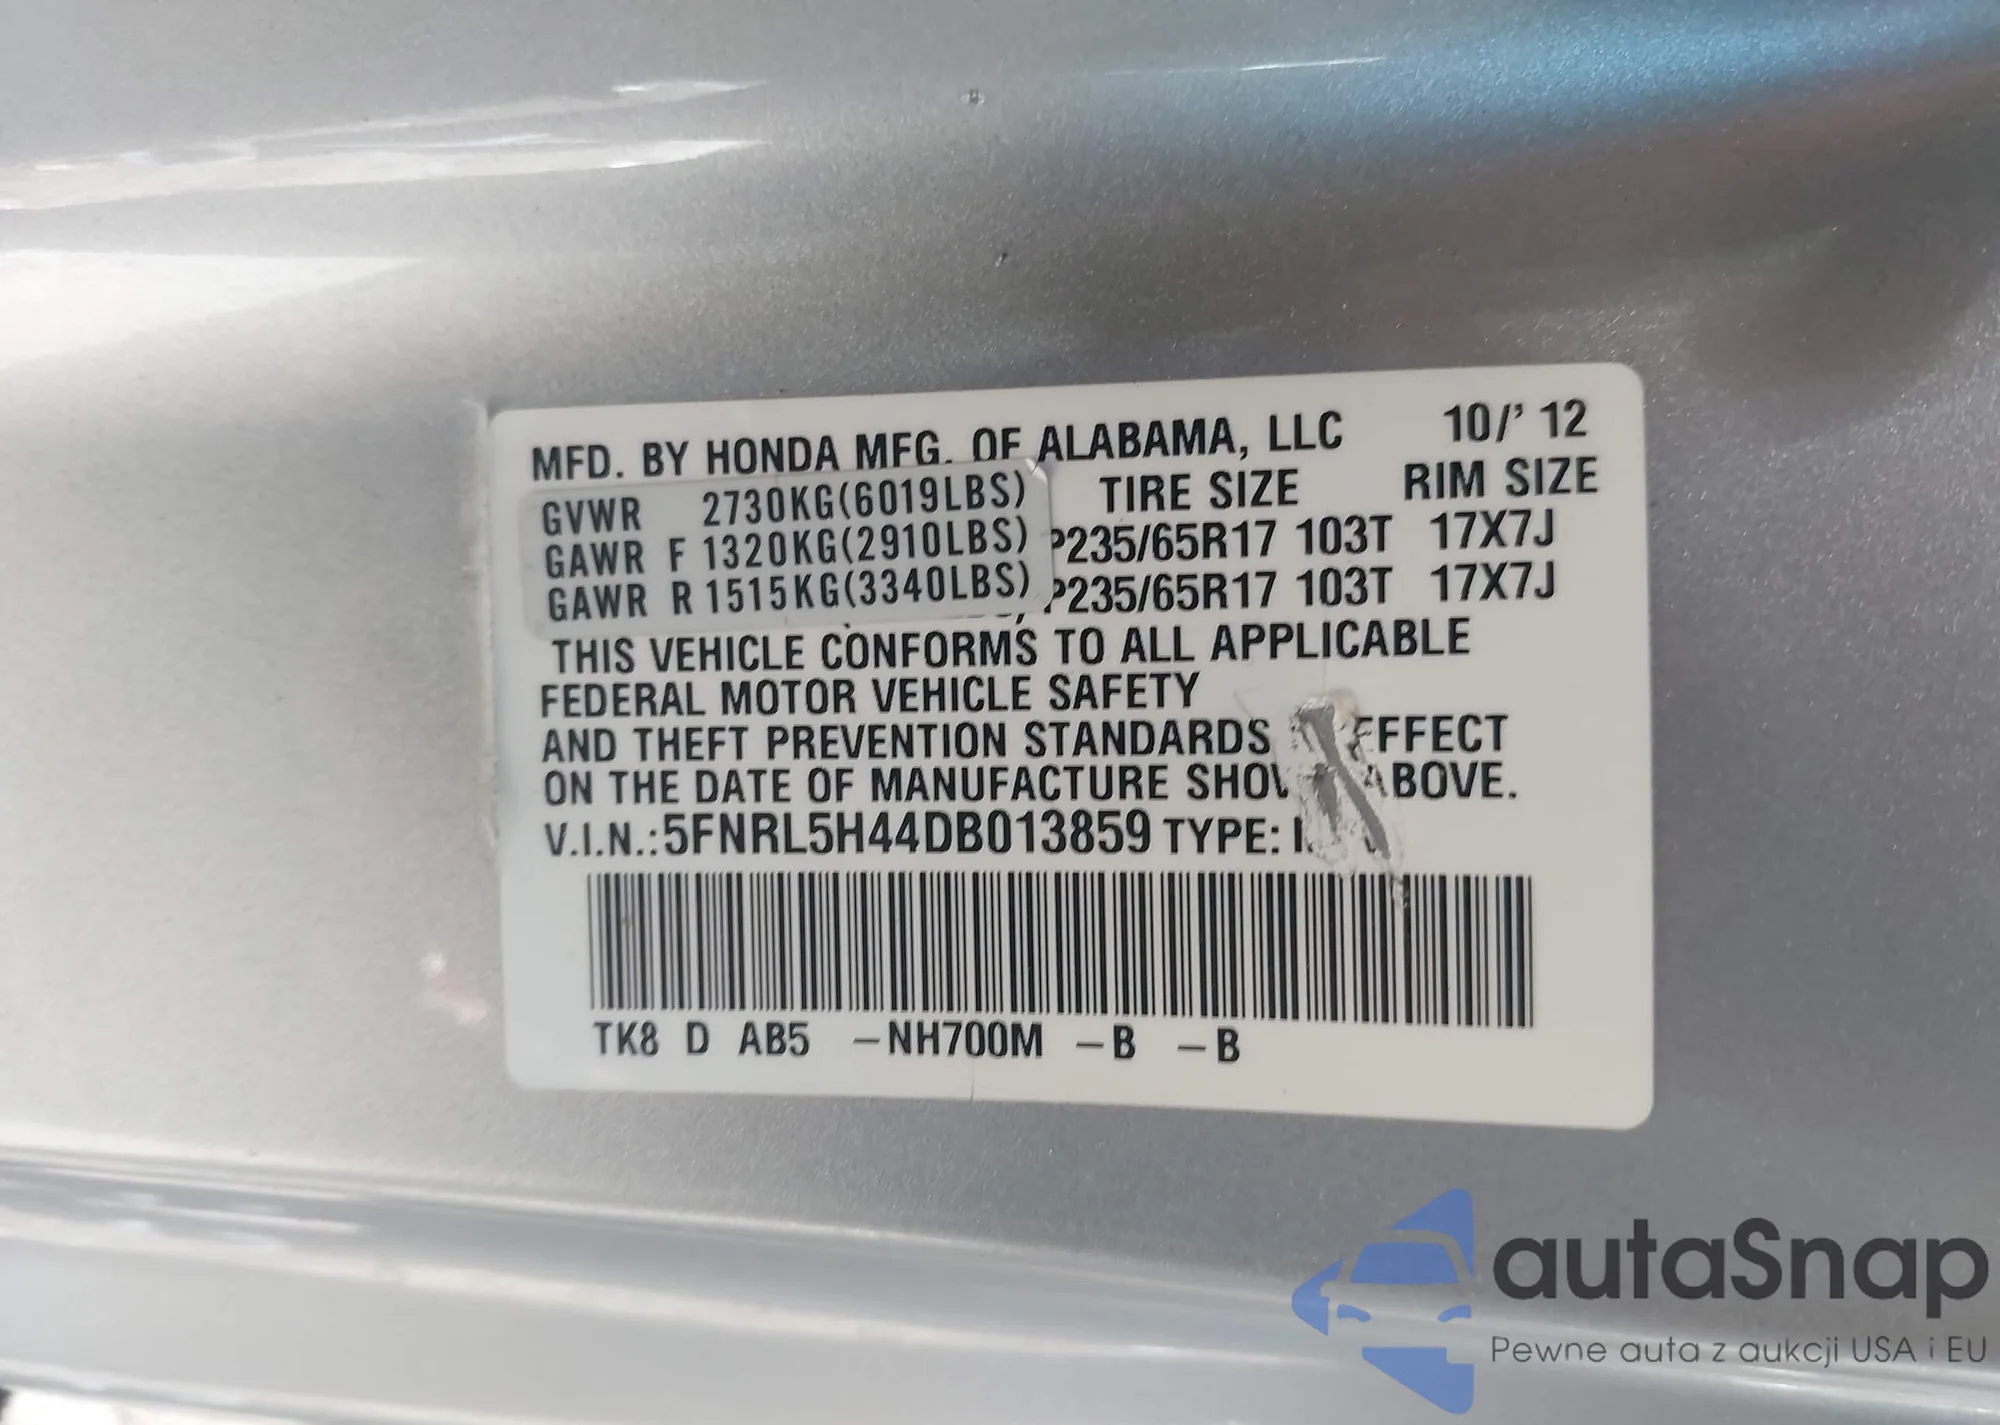 MFD. BY HONDA MFG. OF ALABAMA, LLC 10/' 12
GVWR 2730KG(6019LBS) TIRE SIZE RIM SIZE
GAWR F 1320KG(2910LBS) P235/65R17 103T 17X7J
GAWR R 1515KG(3340LBS) P235/65R17 103T 17X7J
THIS VEHICLE CONFORMS TO ALL APPLICABLE
FEDERAL MOTOR VEHICLE SAFETY
AND THEFT PREVENTION STANDARDS EFFECT
ON THE DATE OF MANUFACTURE ABOVE.
V.I.N.:5FNRL5H44DB013859 TYPE:
TK8 D AB5 -NH700M -B -B
autaSnap
Pewne auta z aukcji USA i EU